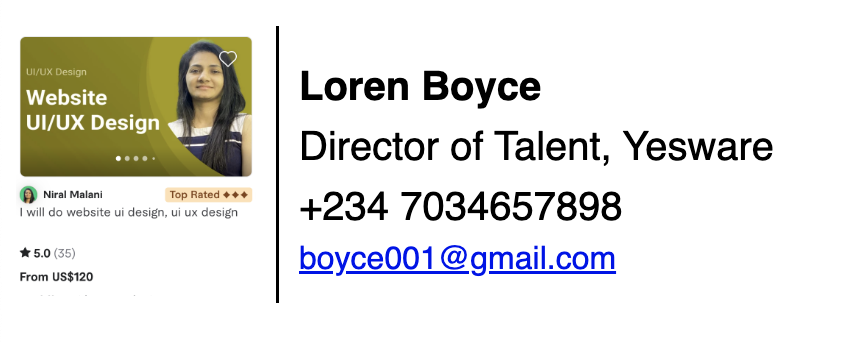 UI/UX Design
Website
UI/UX Design
Niral Malani
Top Rated
I will do website ui design, ui ux design
5.0 (35)
From US$120
Loren Boyce
Director of Talent, Yesware
+234 7034657898
boyce001@gmail.com